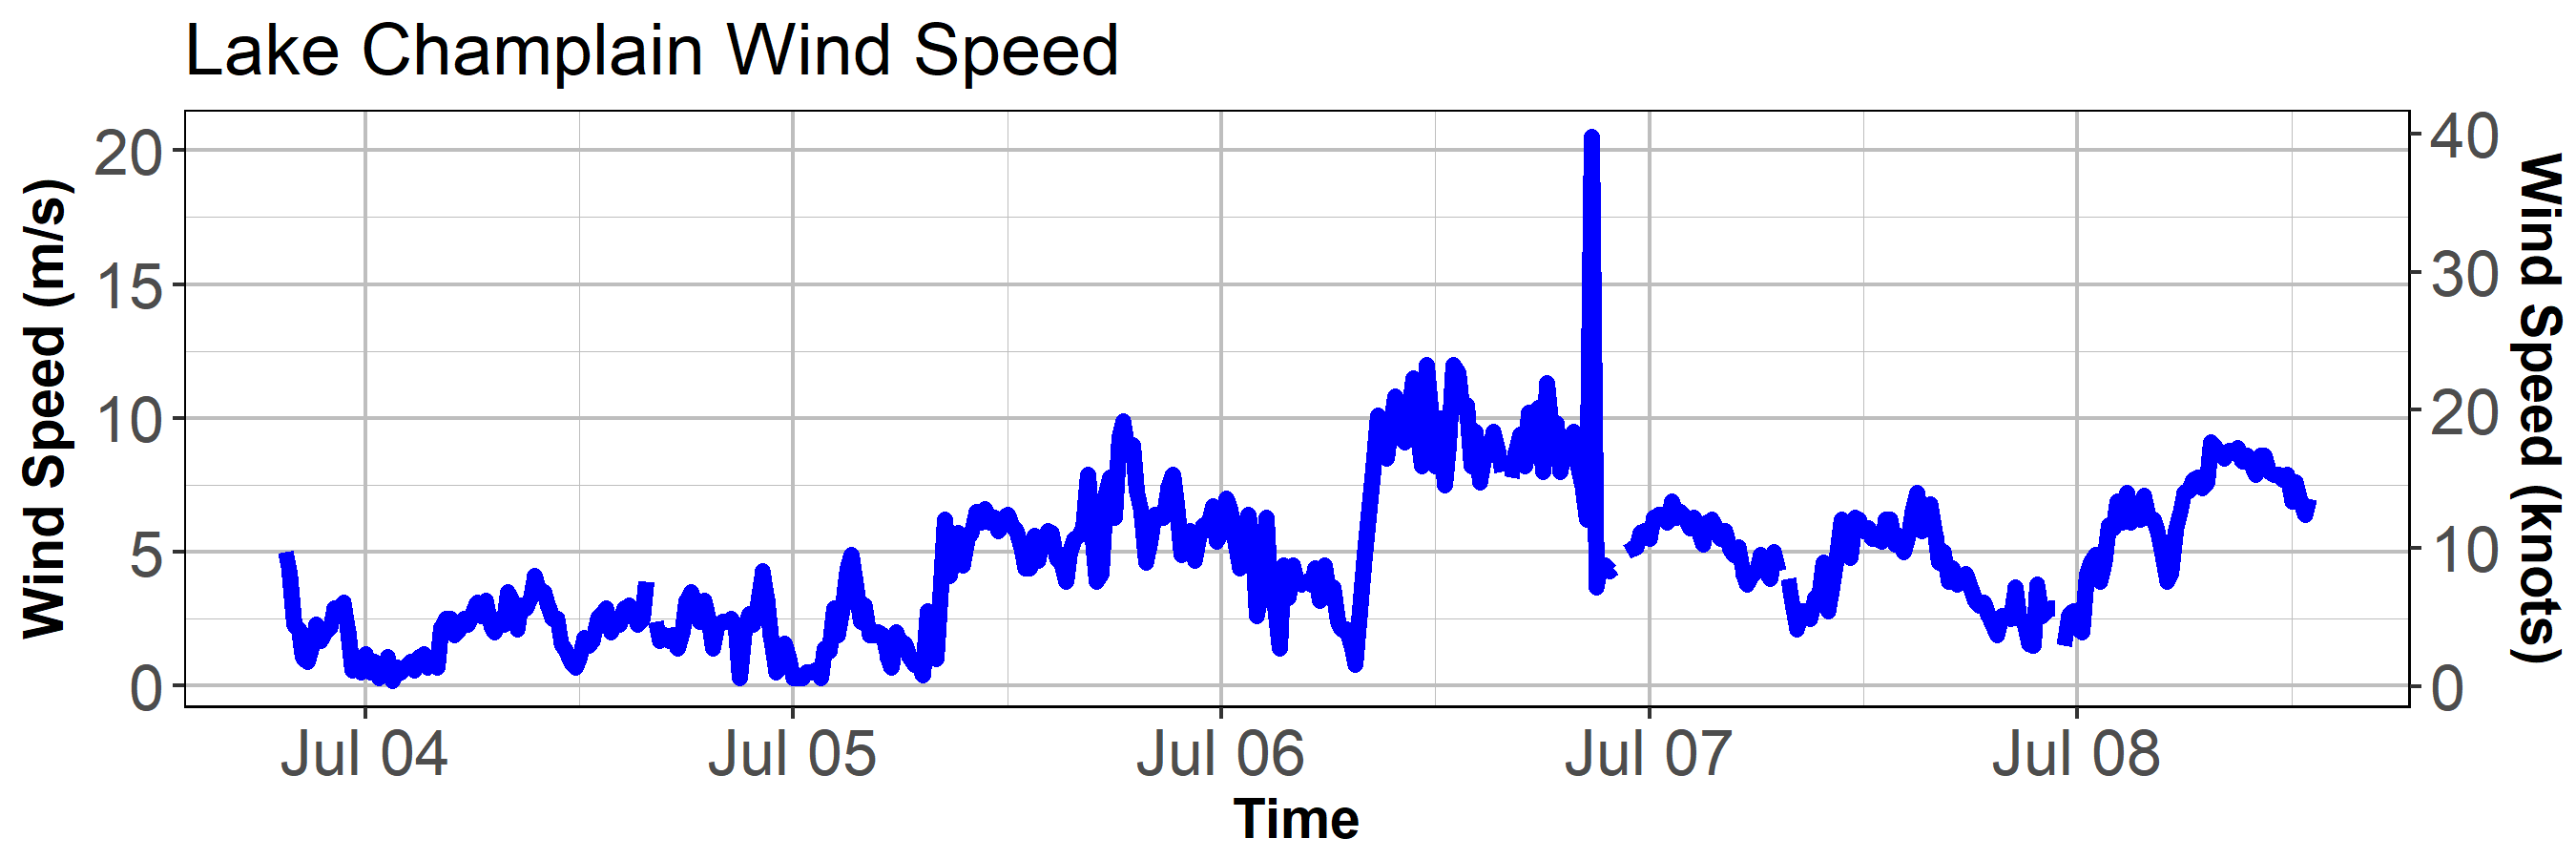 Lake Champlain Wind Speed
Wind Speed (m/s)
20
15
10
5
0
40
30
20
10
0
Wind Speed (knots)
Jul 04 Jul 05 Jul 06 Jul 07 Jul 08
Time